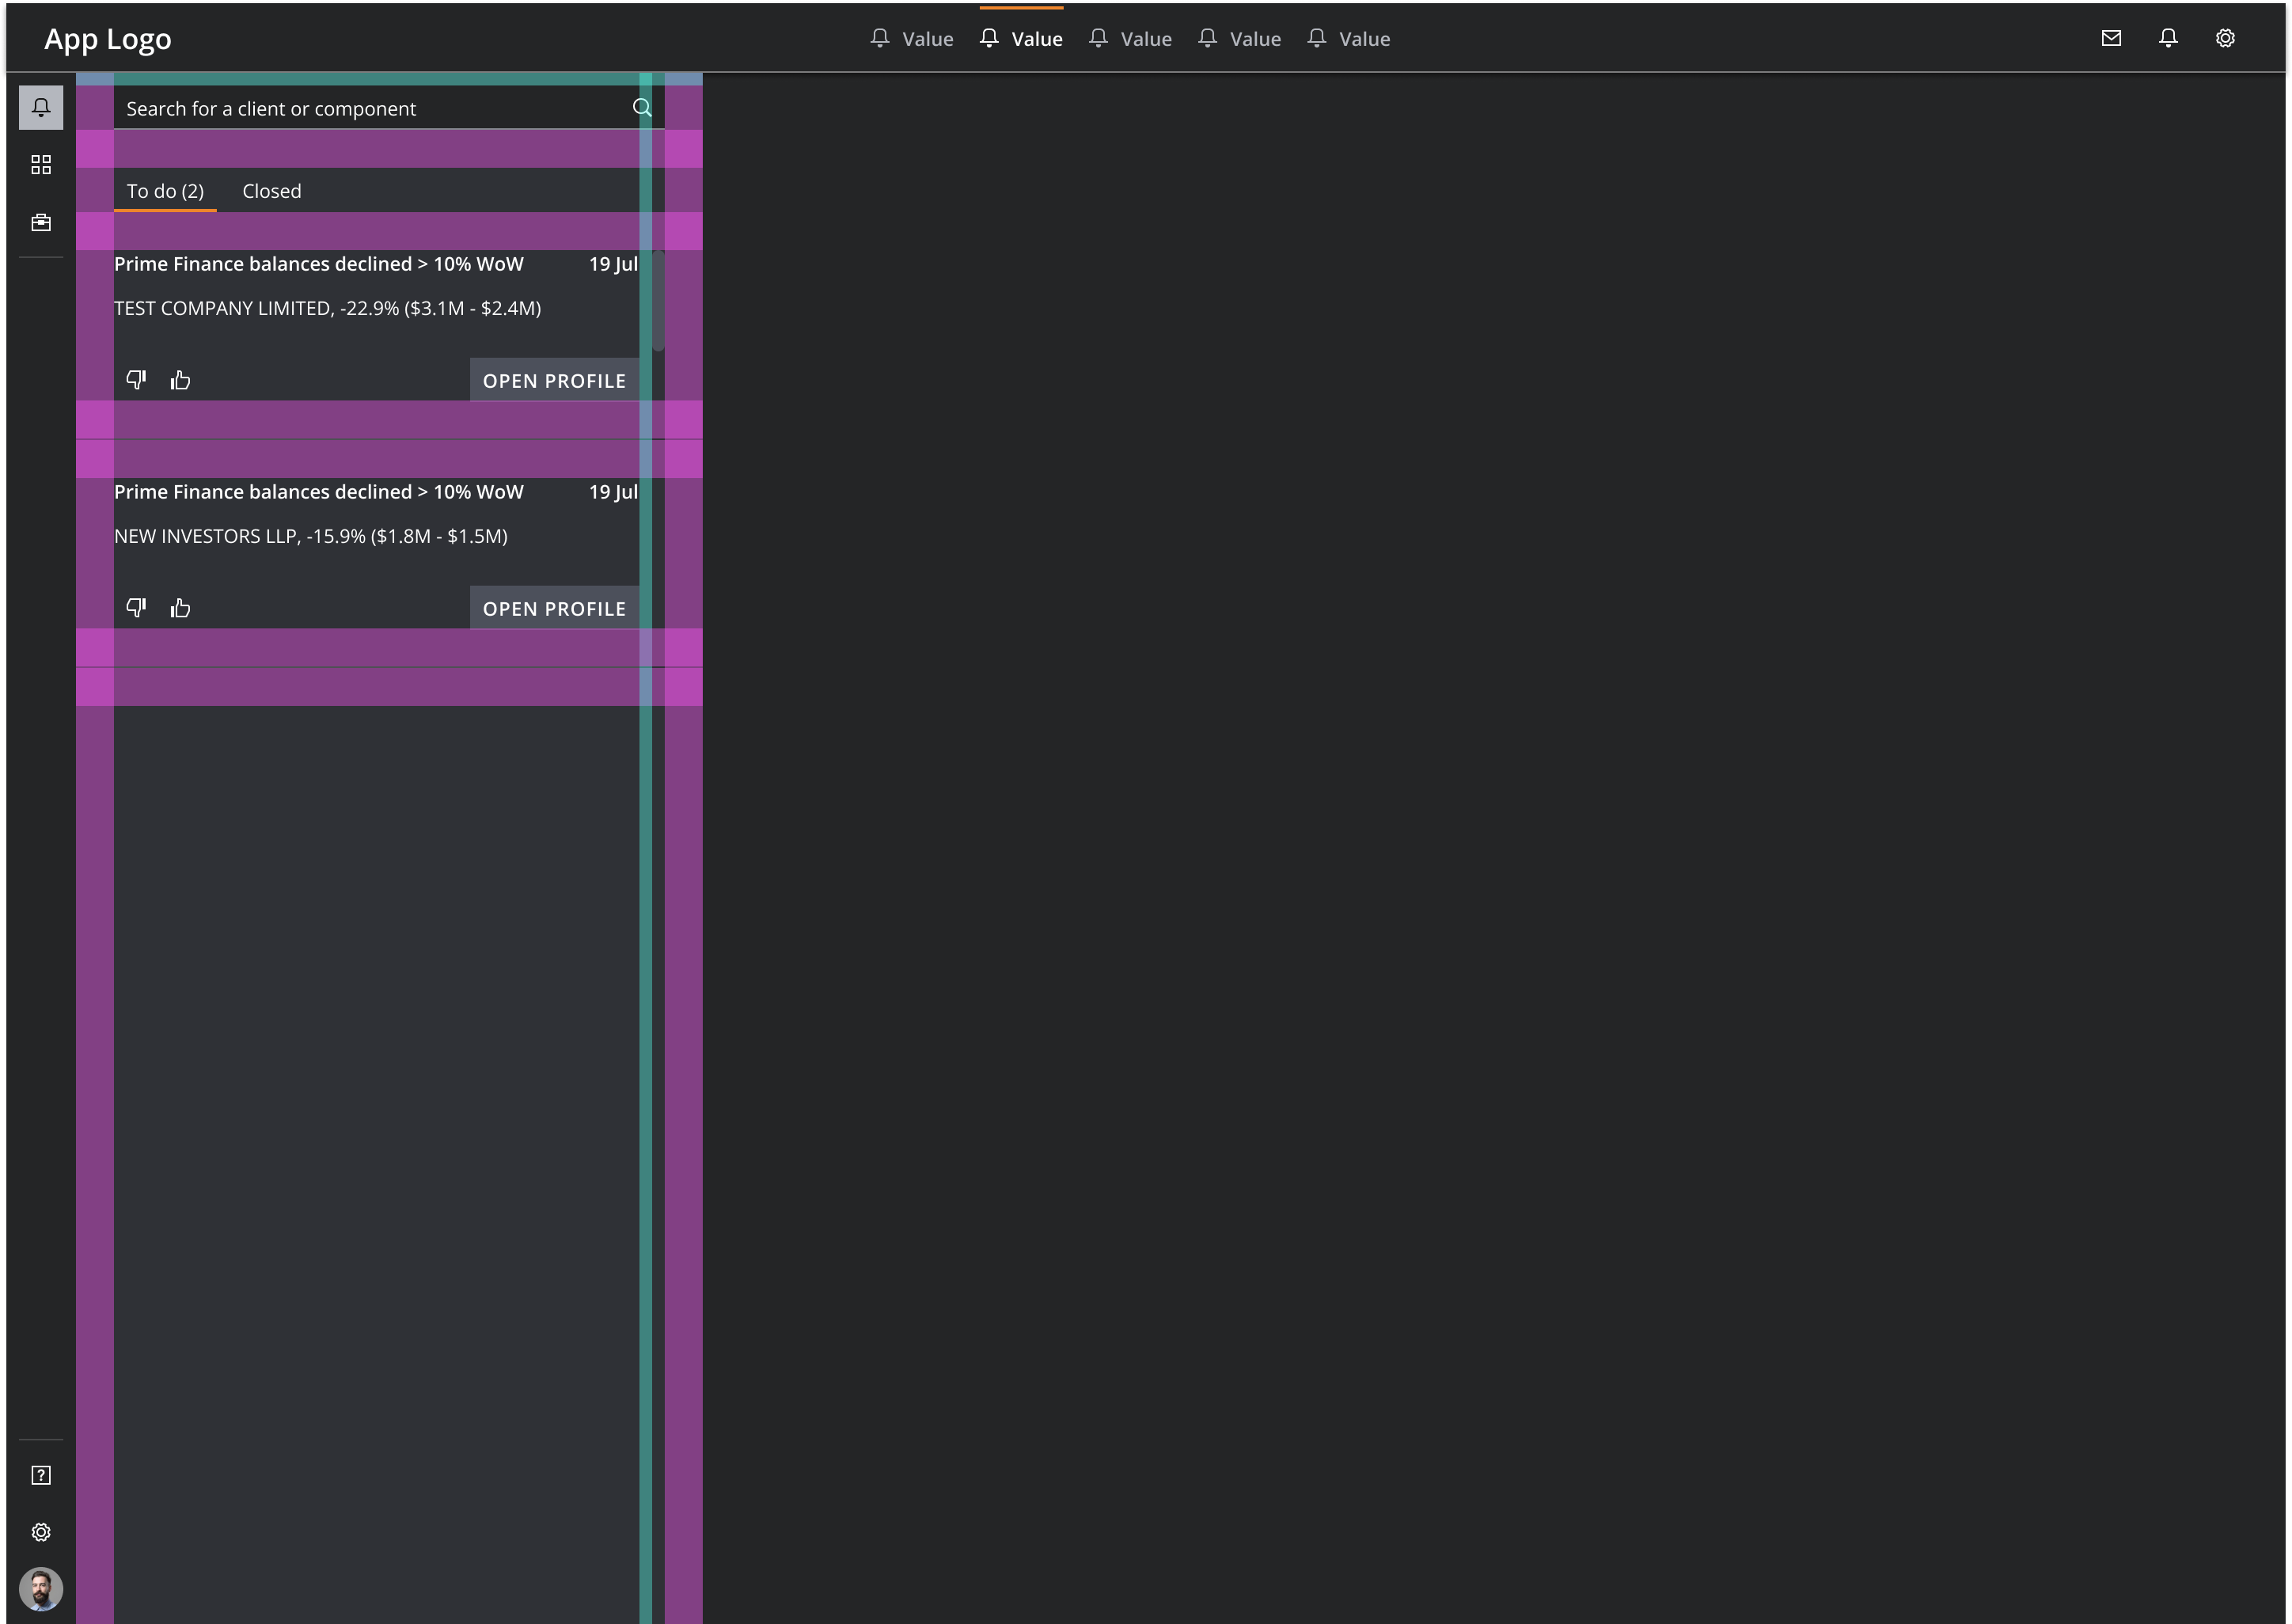 App Logo
Value Value Value Value Value
Search for a client or component
To do (2) Closed
Prime Finance balances declined > 10% WoW 19 Jul
TEST COMPANY LIMITED, -22.9% ($3.1M - $2.4M)
OPEN PROFILE
Prime Finance balances declined > 10% WoW 19 Jul
NEW INVESTORS LLP, -15.9% ($1.8M - $1.5M)
OPEN PROFILE
?